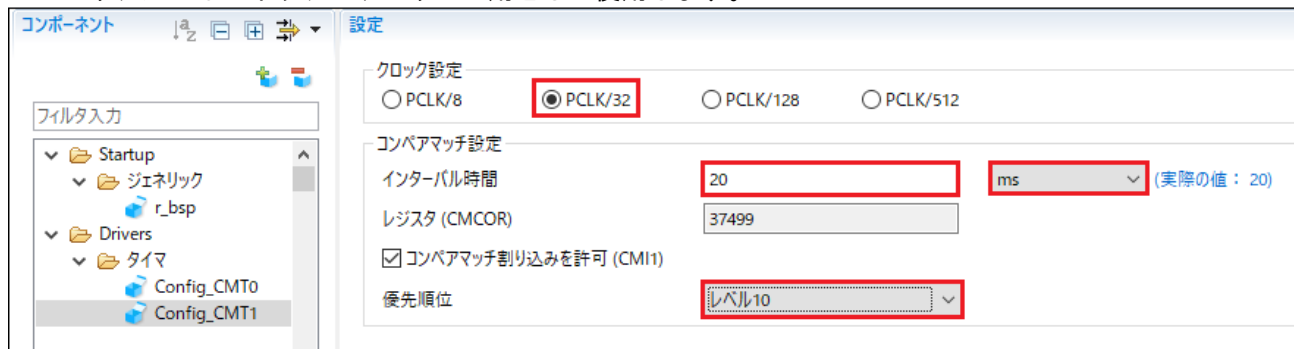 コンポーネント
設定
フィルタ入力
Startup
ジェネリック
r_bsp
Drivers
タイマ
Config_CMT0
Config_CMT1
クロック設定
PCLK/8 PCLK/32 PCLK/128 PCLK/512
コンペアマッチ設定
インターバル時間 20 ms (実際の値： 20)
レジスタ (CMCOR) 37499
コンペアマッチ割り込みを許可 (CMI1)
優先順位 レベル10